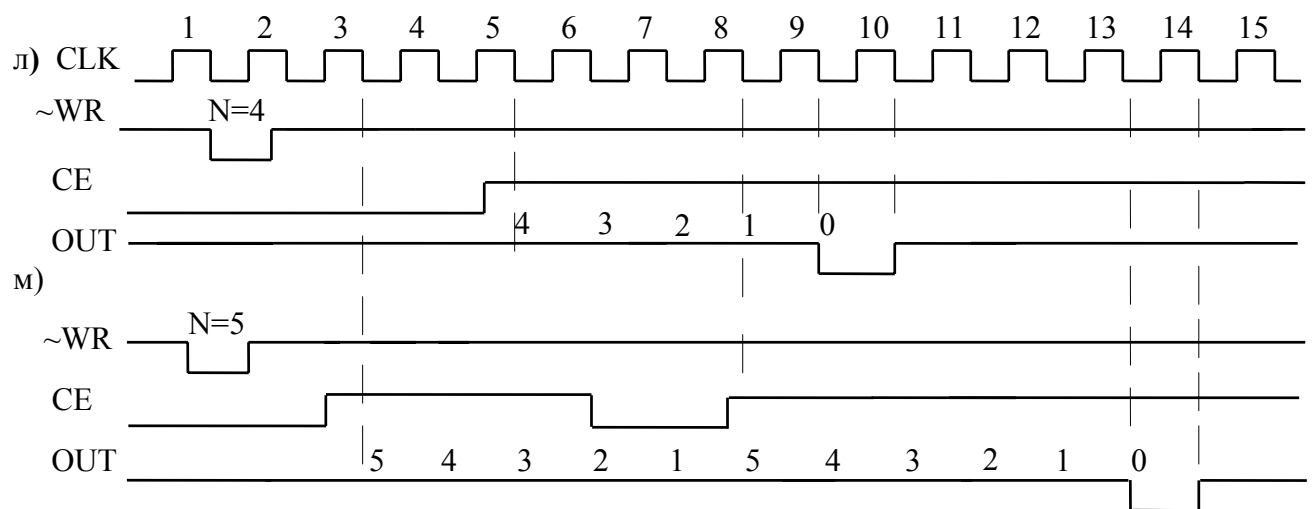 1 2 3 4 5 6 7 8 9 10 11 12 13 14 15
л) CLK
~WR N=4
CE
OUT 4 3 2 1 0
м)
~WR N=5
CE
OUT 5 4 3 2 1 5 4 3 2 1 0